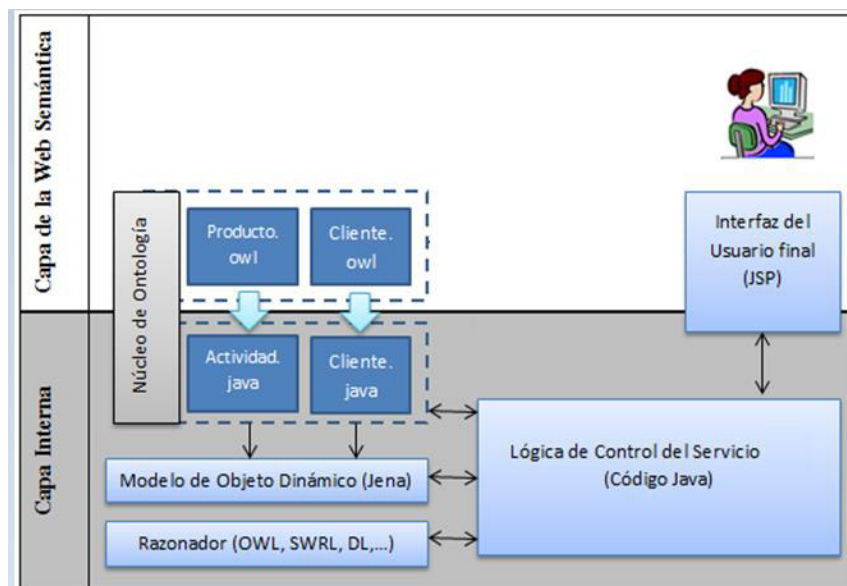 Capa de la Web Semántica
Núcleo de Ontología
Producto.
owl
Cliente.
owl
Interfaz del
Usuario final
(JSP)
Capa Interna
Actividad.
java
Cliente.
java
Lógica de Control del Servicio
(Código Java)
Modelo de Objeto Dinámico (Jena)
Razonador (OWL, SWRL, DL,...)